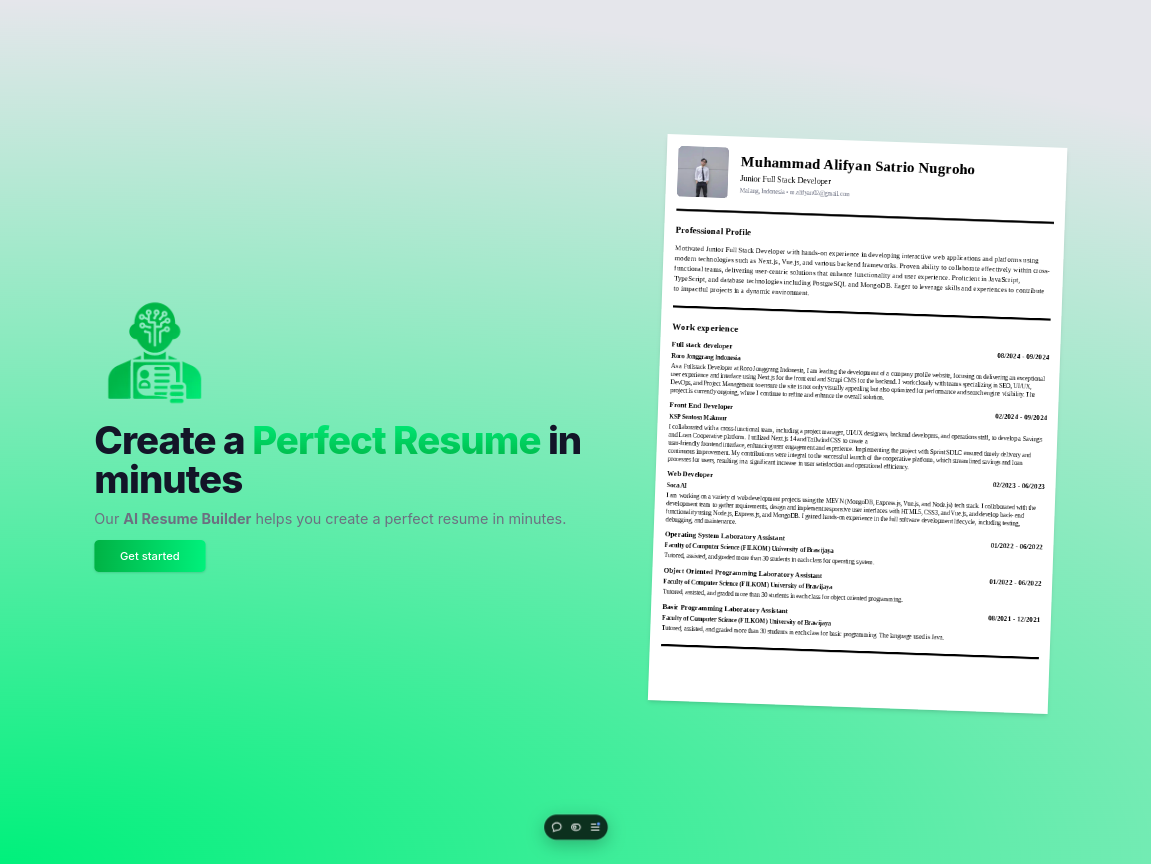 Create a Perfect Resume in
minutes
Our AI Resume Builder helps you create a perfect resume in minutes.
Get started
Muhammad Alifyan Satrio Nugroho
Junior Full Stack Developer
Malang, Indonesia •
Professional Profile
Motivated Junior Full Stack Developer with hands-on experience in developing interactive web applications and platforms using
modern technologies such as Next.js, Vue.js, and various backend frameworks. Proven ability to collaborate effectively within cross-
functional teams, delivering user-centric solutions that enhance functionality and user experience. Proficient in JavaScript,
TypeScript, and database technologies including PostgreSQL and MongoDB. Eager to leverage skills and experiences to contribute
to impactful projects in a dynamic environment.
Work experience
Full stack developer 08/2024 - 09/2024
Roro Jonggrang Indonesia
As a Fullstack Developer at Roro Jonggrang Indonesia, I am leading the development of a company profile website, focusing on delivering an exceptional
user experience and interface using Next.js for the front end and Strapi CMS for the backend. I work closely with teams specializing in SEO, UI/UX,
DevOps, and Project Management to ensure the site is not only visually appealing but also optimized for performance and search engine visibility. The
project is currently ongoing, where I continue to refine and enhance the overall solution.
Front End Developer 02/2024 - 09/2024
KSP Sentosa Makmur
I collaborated with a cross-functional team, including a project manager, UI/UX designers, backend developers, and operations staff, to develop a Savings
and Loan Cooperative platform. I utilized Next.js 14 and TailwindCSS to create a
user-friendly frontend interface, enhancing user engagement and experience. Implementing the project with Sprint SDLC ensured timely delivery and
continuous improvement. My contributions were integral to the successful launch of the cooperative platform, which streamlined savings and loan
processes for users, resulting in a significant increase in user satisfaction and operational efficiency.
Web Developer 02/2023 - 06/2023
Soca AI
I am working on a variety of web development projects using the MEVN (MongoDB, Express.js, Vue.js, and Node.js) tech stack. I collaborated with the
development team to gather requirements, design and implement responsive user interfaces with HTML5, CSS3, and Vue.js, and develop back-end
functionality using Node.js, Express.js, and MongoDB. I gained hands-on experience in the full software development lifecycle, including testing,
debugging, and maintenance.
Operating System Laboratory Assistant 01/2022 - 06/2022
Faculty of Computer Science (FILKOM) University of Brawijaya
Tutored, assisted, and graded more than 30 students in each class for operating system.
Object Oriented Programming Laboratory Assistant 01/2022 - 06/2022
Faculty of Computer Science (FILKOM) University of Brawijaya
Tutored, assisted, and graded more than 30 students in each class for object oriented programming.
Basic Programming Laboratory Assistant 08/2021 - 12/2021
Faculty of Computer Science (FILKOM) University of Brawijaya
Tutored, assisted, and graded more than 30 students in each class for basic programming. The language used is Java.